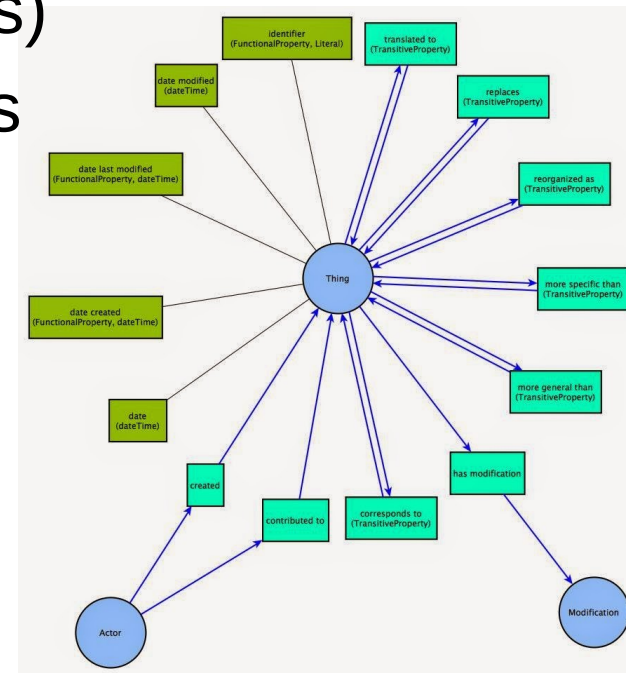 s)
s
identifier
(FunctionalProperty, Literal)
translated to
(TransitiveProperty)
date modified
(dateTime)
replaces
(TransitiveProperty)
date last modified
(FunctionalProperty, dateTime)
reorganized as
(TransitiveProperty)
Thing
more specific than
(TransitiveProperty)
date created
(FunctionalProperty, dateTime)
more general than
(TransitiveProperty)
date
(dateTime)
created
has modification
contributed to
corresponds to
(TransitiveProperty)
Actor
Modification